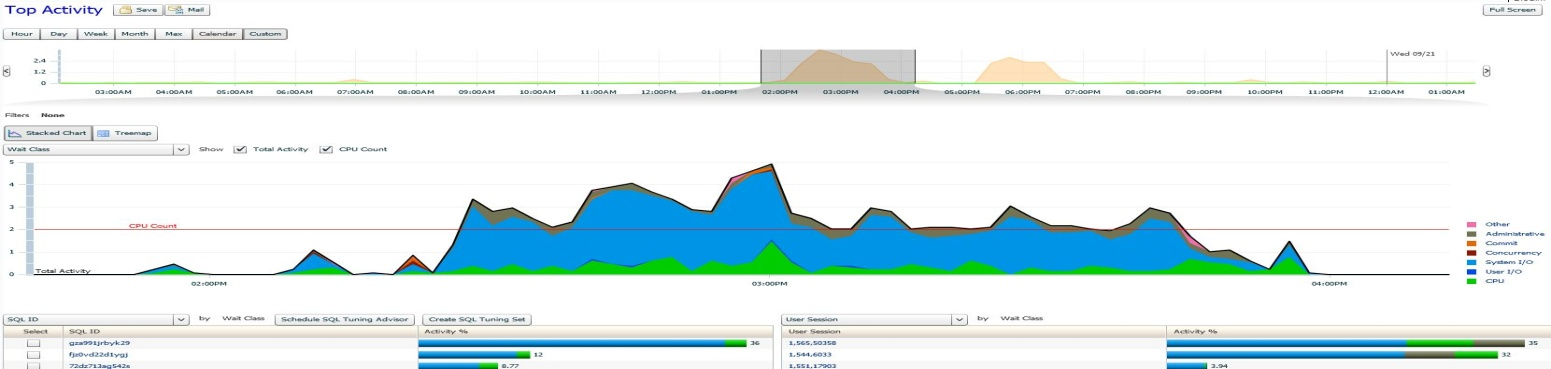 Top Activity Save Mail
Full Screen
Hour Day Week Month Max Calendar Custom
Wed 09/21
2.4
1.2
0
03:00AM 04:00AM 05:00AM 06:00AM 07:00AM 08:00AM 09:00AM 10:00AM 11:00AM 12:00PM 01:00PM 02:00PM 03:00PM 04:00PM 05:00PM 06:00PM 07:00PM 08:00PM 09:00PM 10:00PM 11:00PM 12:00AM 01:00AM
Filters None
Stacked Chart Treemap
Wait Class Show Total Activity CPU Count
5
4
3
2
1
0
CPU Count
Total Activity
02:00PM 03:00PM 04:00PM
Other
Administrative
Commit
Concurrency
System I/O
User I/O
CPU
SQL ID by Wait Class Schedule SQL Tuning Advisor Create SQL Tuning Set
Select SQL ID Activity %
gza991jrbyk29 36
fjz0vd22d1ygj 12
72dz713ag542s 8.77
User Session by Wait Class
User Session Activity %
1,565,50358 35
1,544,6033 32
1,551,17903 3.94